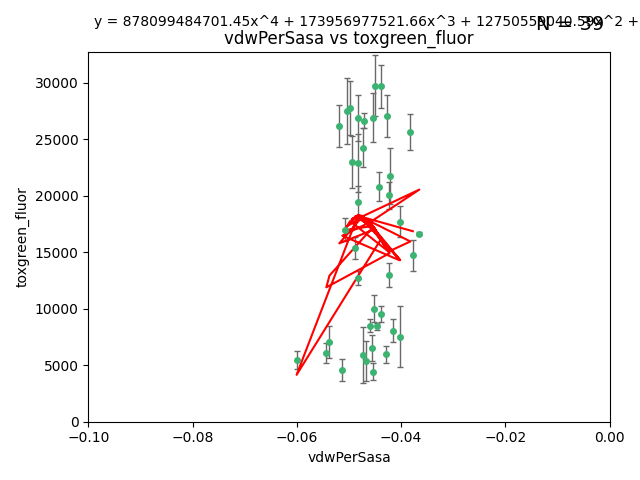 y = 878099484701.45x^4 + 173956977521.66x^3 + 12750559040.59x^2 +
N = 39
vdwPerSasa vs toxgreen_fluor
30000
25000
20000
15000
10000
5000
0
toxgreen_fluor
−0.10 −0.08 −0.06 −0.04 −0.02 0.00
vdwPerSasa